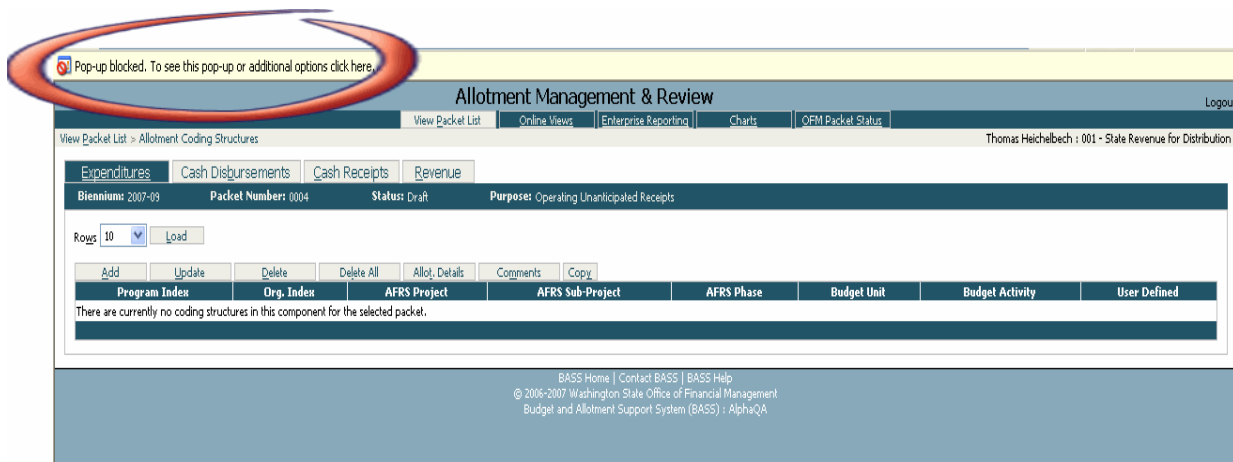 Pop-up blocked. To see this pop-up or additional options click here.
Allotment Management & Review
Logou
View Packet List Online Views Enterprise Reporting Charts OFM Packet Status
View Packet List > Allotment Coding Structures Thomas Heichelbech : 001 - State Revenue for Distribution
Expenditures Cash Disbursements Cash Receipts Revenue
Biennium: 2007-09 Packet Number: 0004 Status: Draft Purpose: Operating Unanticipated Receipts
Rows 10 Load
Add Update Delete Delete All Allot. Details Comments Copy
Program Index Org. Index AFRS Project AFRS Sub-Project AFRS Phase Budget Unit Budget Activity User Defined
There are currently no coding structures in this component for the selected packet.
BASS Home | Contact BASS | BASS Help
© 2006-2007 Washington State Office of Financial Management
Budget and Allotment Support System (BASS) : AlphaQA